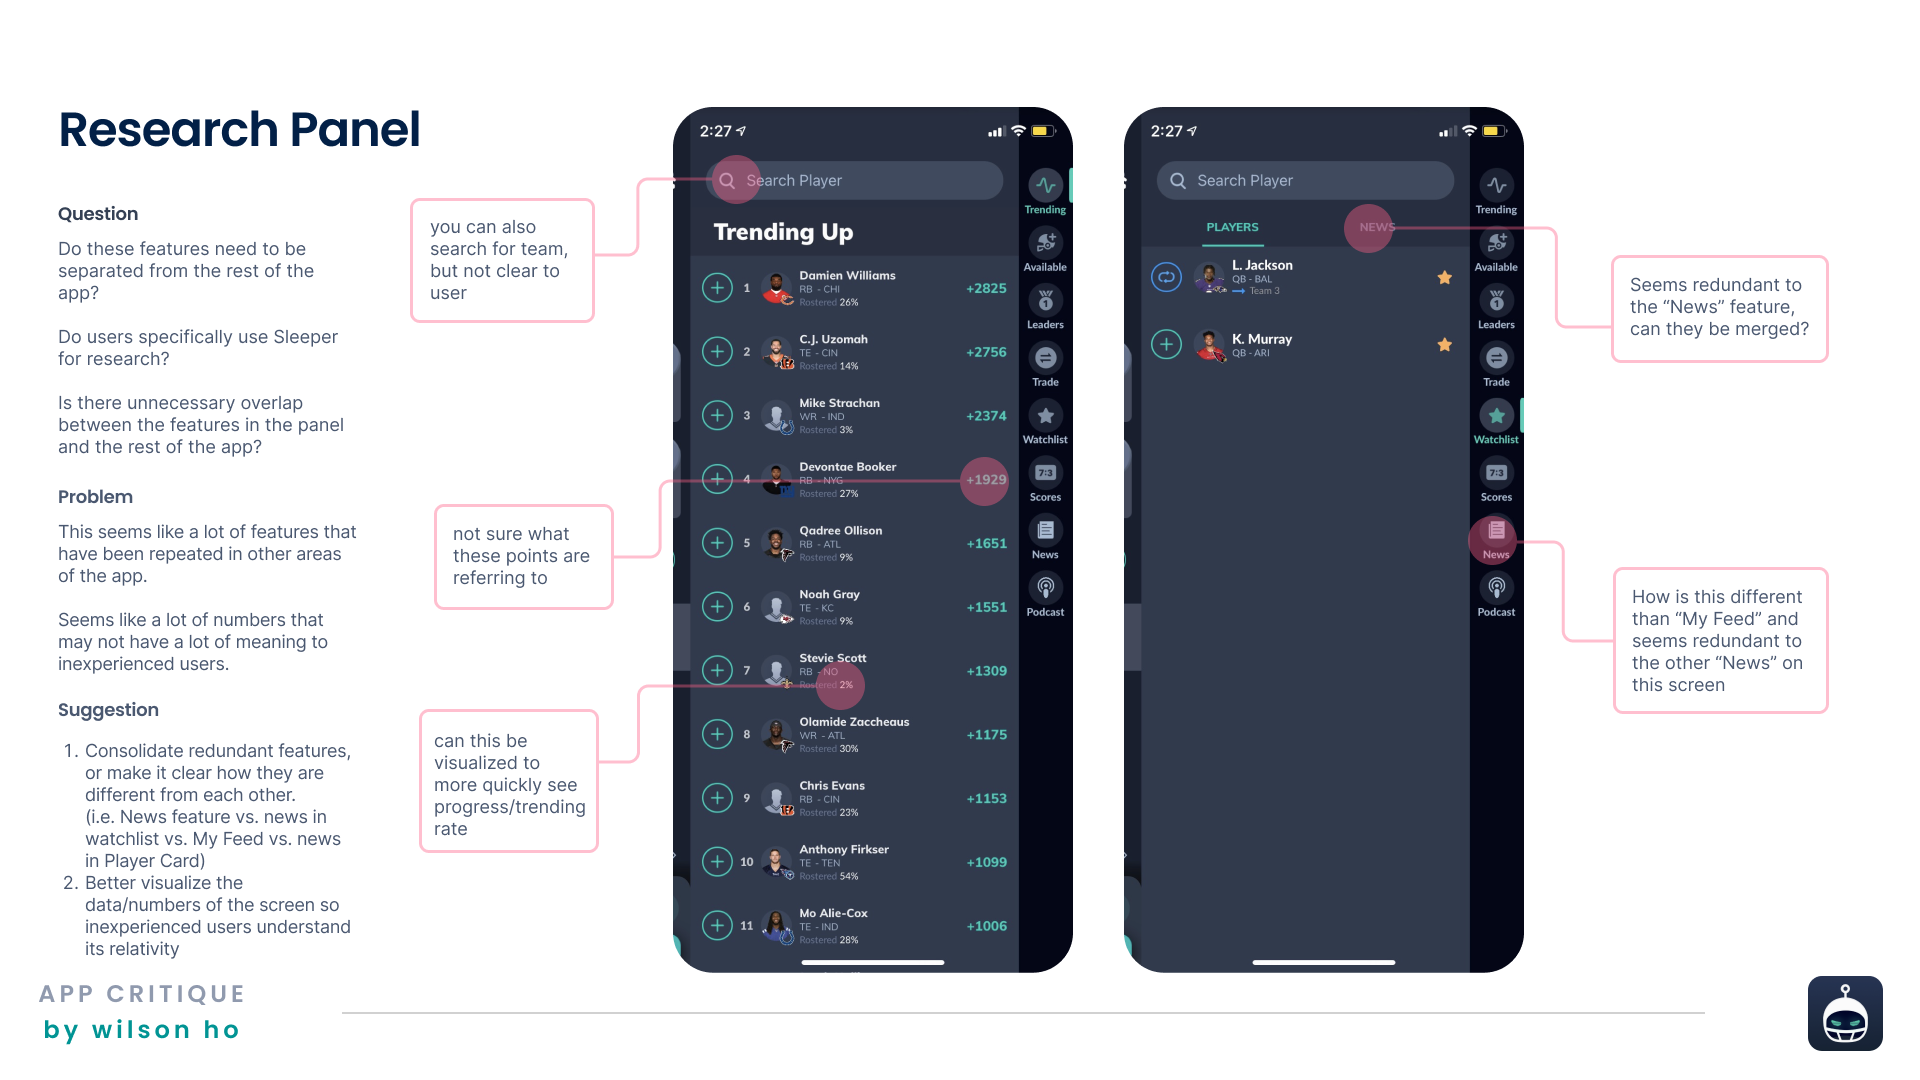 Research Panel
Question
Do these features need to be
separated from the rest of the
app?
Do users specifically use Sleeper
for research?
Is there unnecessary overlap
between the features in the panel
and the rest of the app?
Problem
This seems like a lot of features that
have been repeated in other areas
of the app.
Seems like a lot of numbers that
may not have a lot of meaning to
inexperienced users.
Suggestion
1. Consolidate redundant features,
or make it clear how they are
different from each other.
(i.e. News feature vs. news in
watchlist vs. My Feed vs. news
in Player Card)
2. Better visualize the
data/numbers of the screen so
inexperienced users understand
its relativity
you can also
search for team,
but not clear to
user
not sure what
these points are
referring to
can this be
visualized to
more quickly see
progress/trending
rate
2:27
Search Player
Trending Up
1 Damien Williams +2825
RB - CHI
Rostered 26%
2 C.J. Uzomah +2756
TE - CIN
Rostered 14%
3 Mike Strachan +2374
WR - IND
Rostered 3%
4 Devontae Booker +1929
RB - NYG
Rostered 27%
5 Qadree Ollison +1651
RB - ATL
Rostered 9%
6 Noah Gray +1551
TE - KC
Rostered 9%
7 Stevie Scott +1309
RB - NO
Rostered 2%
8 Olamide Zaccheaus +1175
WR - ATL
Rostered 30%
9 Chris Evans +1153
RB - CIN
Rostered 23%
10 Anthony Firkser +1099
TE - TEN
Rostered 54%
11 Mo Alie-Cox +1006
TE - IND
Rostered 28%
Trending
Available
Leaders
Trade
Watchlist
7:3
Scores
News
Podcast
2:27
Search Player
PLAYERS NEWS
L. Jackson
QB - BAL
Team 3
K. Murray
QB - ARI
Trending
Available
Leaders
Trade
Watchlist
7:3
Scores
News
Podcast
Seems redundant to
the “News” feature,
can they be merged?
How is this different
than “My Feed” and
seems redundant to
the other “News” on
this screen
APP CRITIQUE
by wilson ho